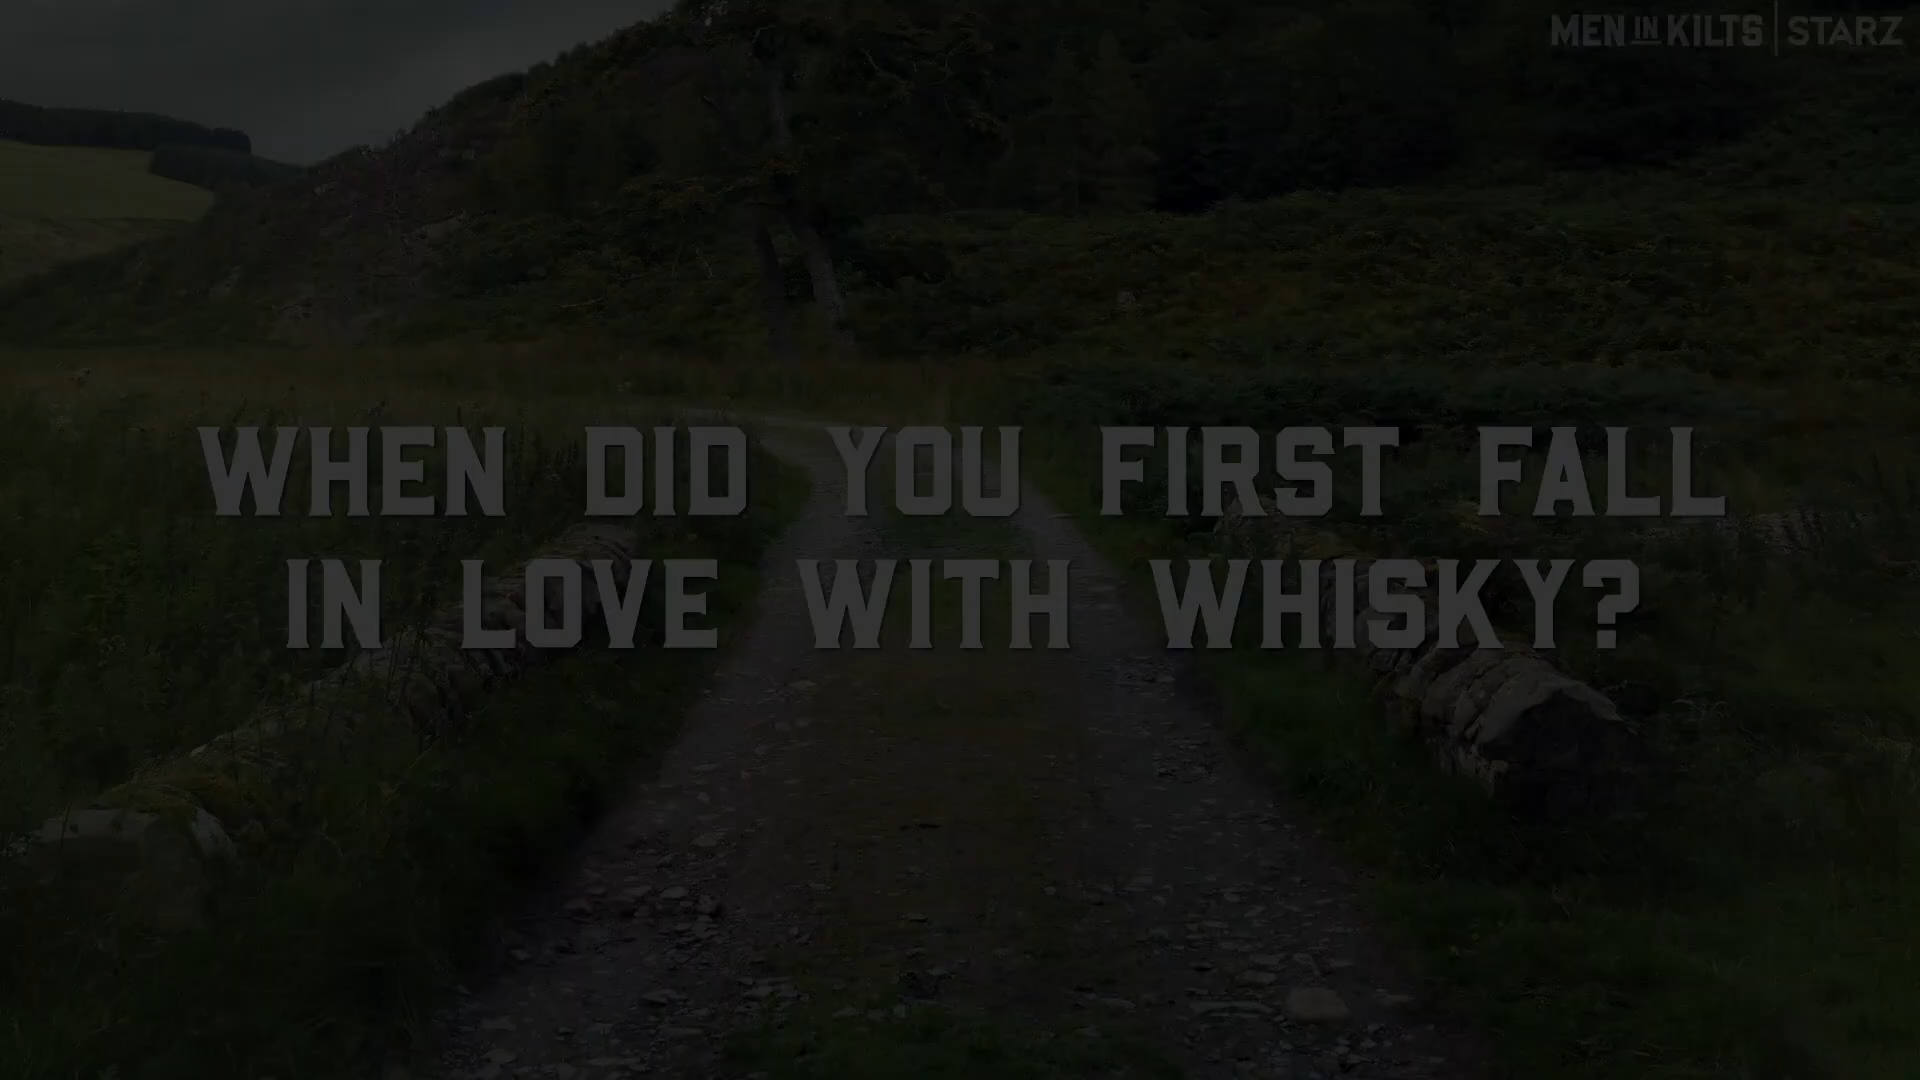 MEN IN KILTS | STARZ
WHEN DID YOU FIRST FALL
IN LOVE WITH WHISKY?